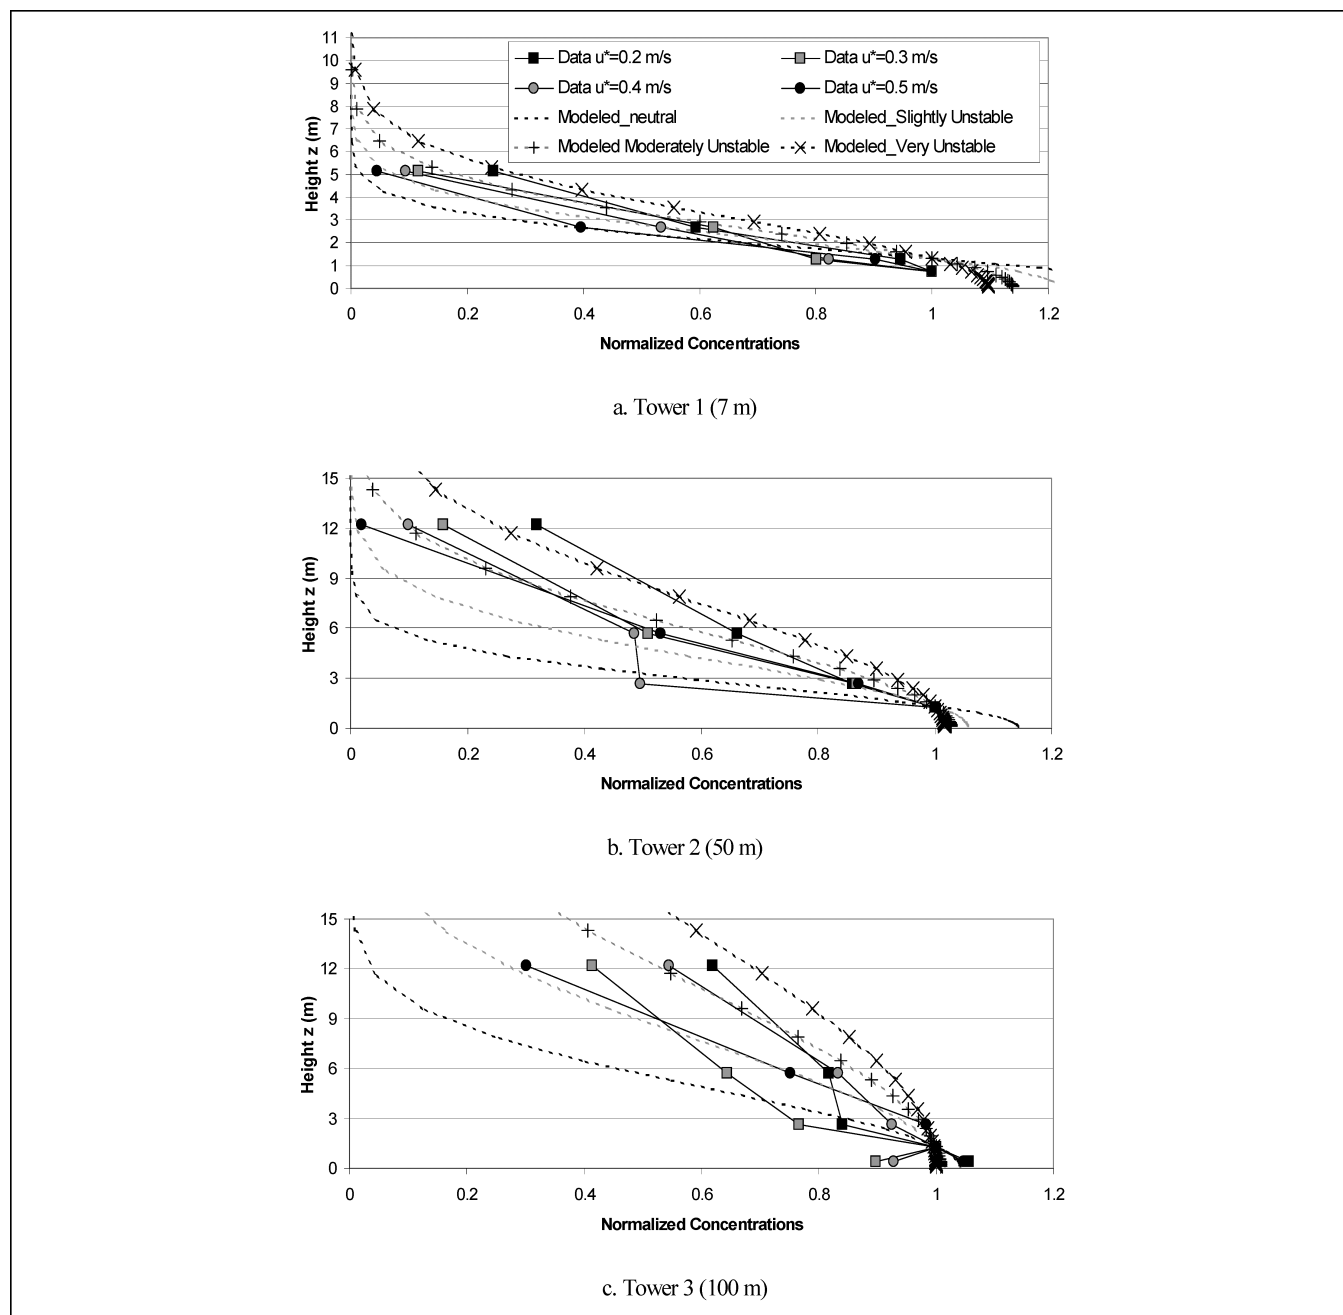 11
10
9
8
7
6
5
4
3
2
1
0
Height z (m)
Data u*=0.2 m/s
Data u*=0.3 m/s
Data u*=0.4 m/s
Data u*=0.5 m/s
Modeled_neutral
Modeled_Slightly Unstable
Modeled Moderately Unstable
Modeled_Very Unstable
0 0.2 0.4 0.6 0.8 1 1.2
Normalized Concentrations
a. Tower 1 (7 m)
15
12
9
6
3
0
Height z (m)
0 0.2 0.4 0.6 0.8 1 1.2
Normalized Concentrations
b. Tower 2 (50 m)
15
12
9
6
3
0
Height z (m)
0 0.2 0.4 0.6 0.8 1 1.2
Normalized Concentrations
c. Tower 3 (100 m)